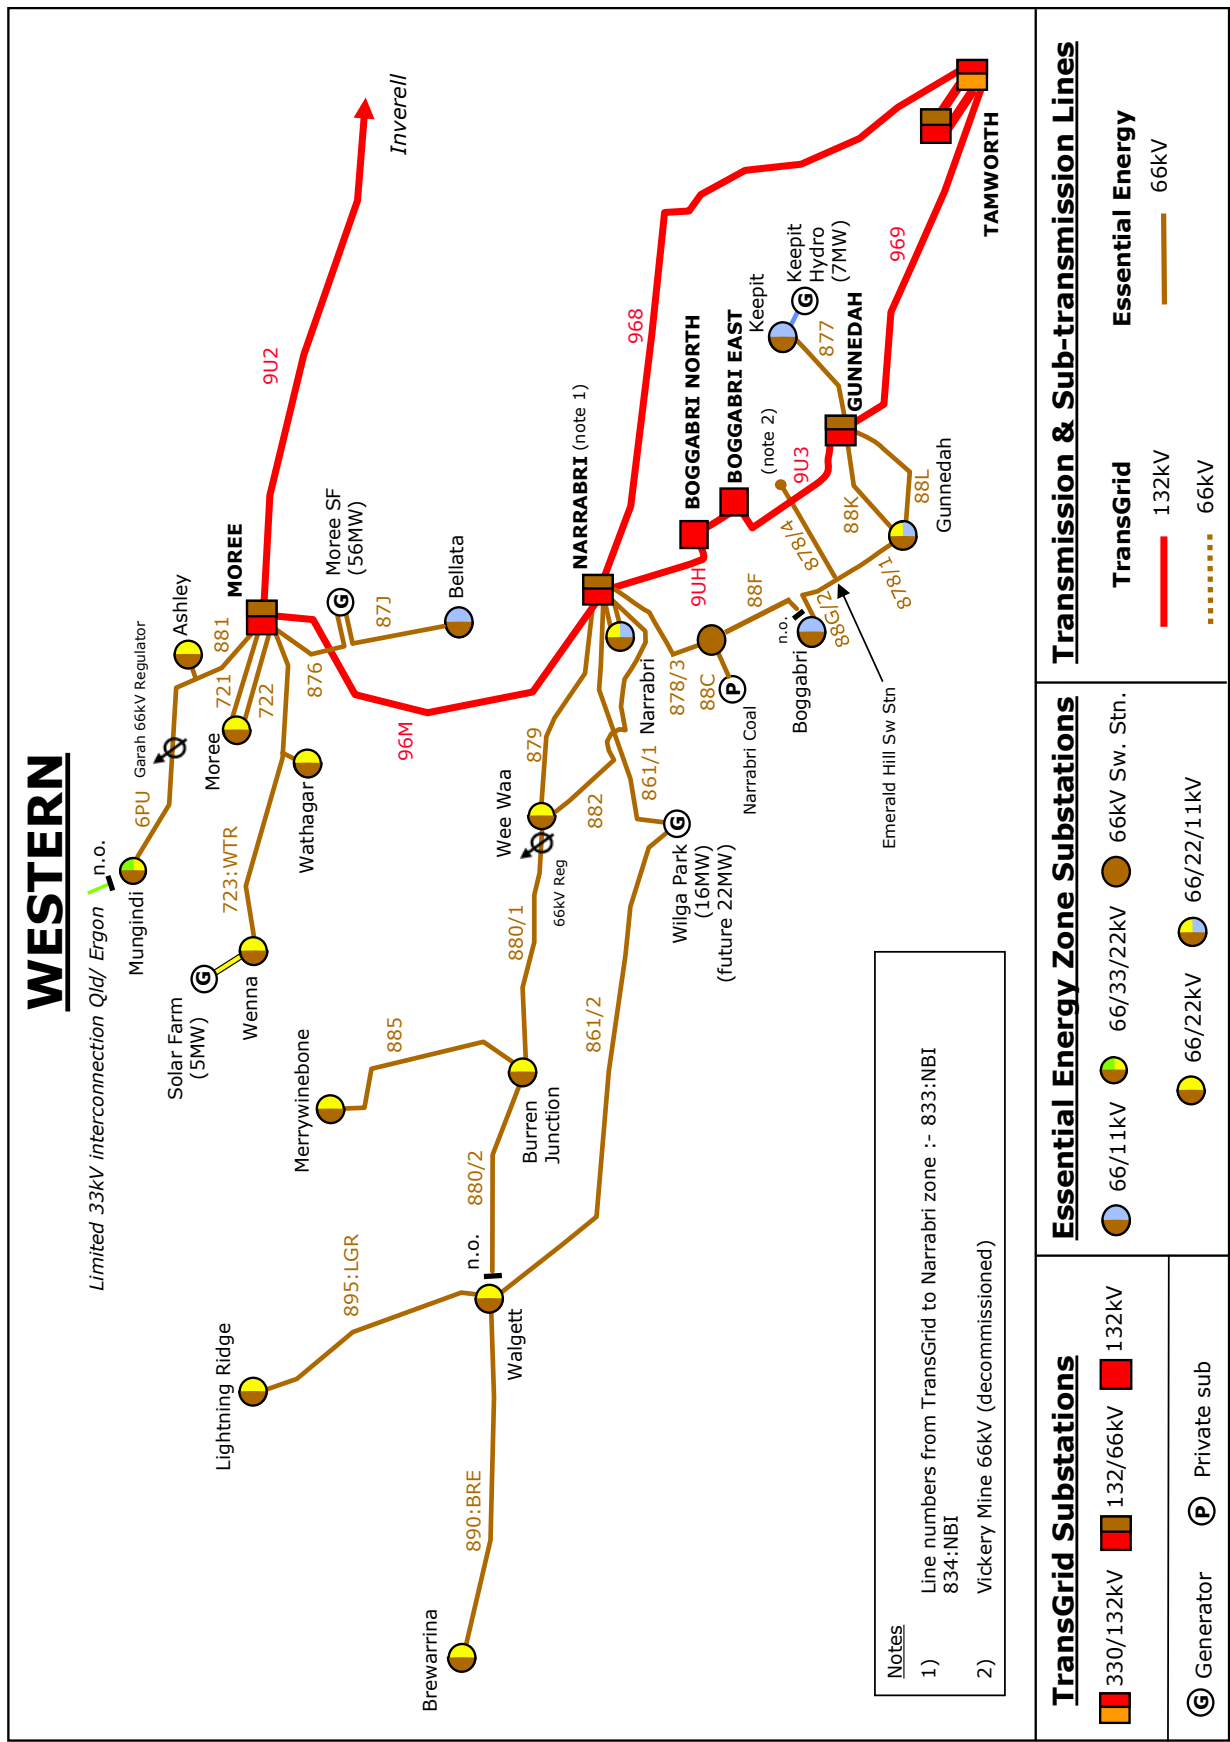 WESTERN
Limited 33kV interconnection Qld/ Ergon
n.o.
Mungindi
6PU
Garah 66kV Regulator
Ashley
881
MOREE
9U2
Inverell
721
722
Moree
876
Moree SF
(56MW)
87J
Bellata
Wathagar
723:WTR
Solar Farm
(5MW)
Wenna
96M
Merrywinebone
885
Lightning Ridge
895:LGR
Brewarrina
890:BRE
Walgett
n.o.
880/2
Burren
Junction
880/1
66kV Reg
Wee Waa
879
882
861/1
861/2
Wilga Park
(16MW)
(future 22MW)
NARRABRI (note 1)
Narrabri
968
878/3
88C
Narrabri Coal
88F
9UH
BOGGABRI NORTH
BOGGABRI EAST
n.o.
Boggabri
88G/2
878/4
(note 2)
9U3
Emerald Hill Sw Stn
878/1
88K
88L
Gunnedah
GUNNEDAH
877
Keepit
Keepit
Hydro
(7MW)
969
TAMWORTH
Notes
1) Line numbers from TransGrid to Narrabri zone :- 833:NBI
834:NBI
2) Vickery Mine 66kV (decommissioned)
TransGrid Substations
330/132kV
132/66kV
132kV
G Generator
P Private sub
Essential Energy Zone Substations
66/11kV
66/33/22kV
66kV Sw. Stn.
66/22kV
66/22/11kV
Transmission & Sub-transmission Lines
TransGrid
132kV
66kV
Essential Energy
66kV
G
G
G
G
P